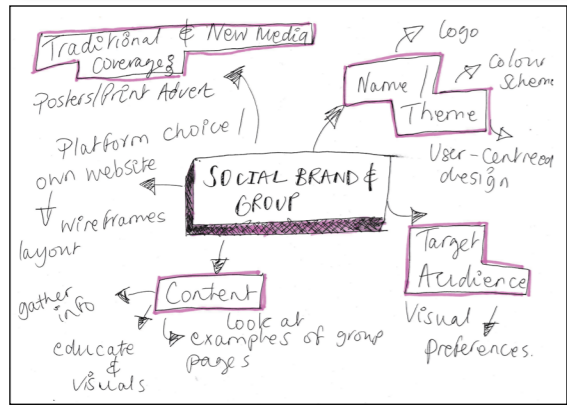 Traditional & New Media
Coverage
Posters/Print Advert
Logo
Name /
Theme
Colour
Scheme
User-Centred
design
Platform choice /
own website
wireframes
layout
SOCIAL BRAND &
GROUP
Target
Audience
Visual
preferences.
Content
gather
info
educate
&
visuals
look at
examples of group
pages